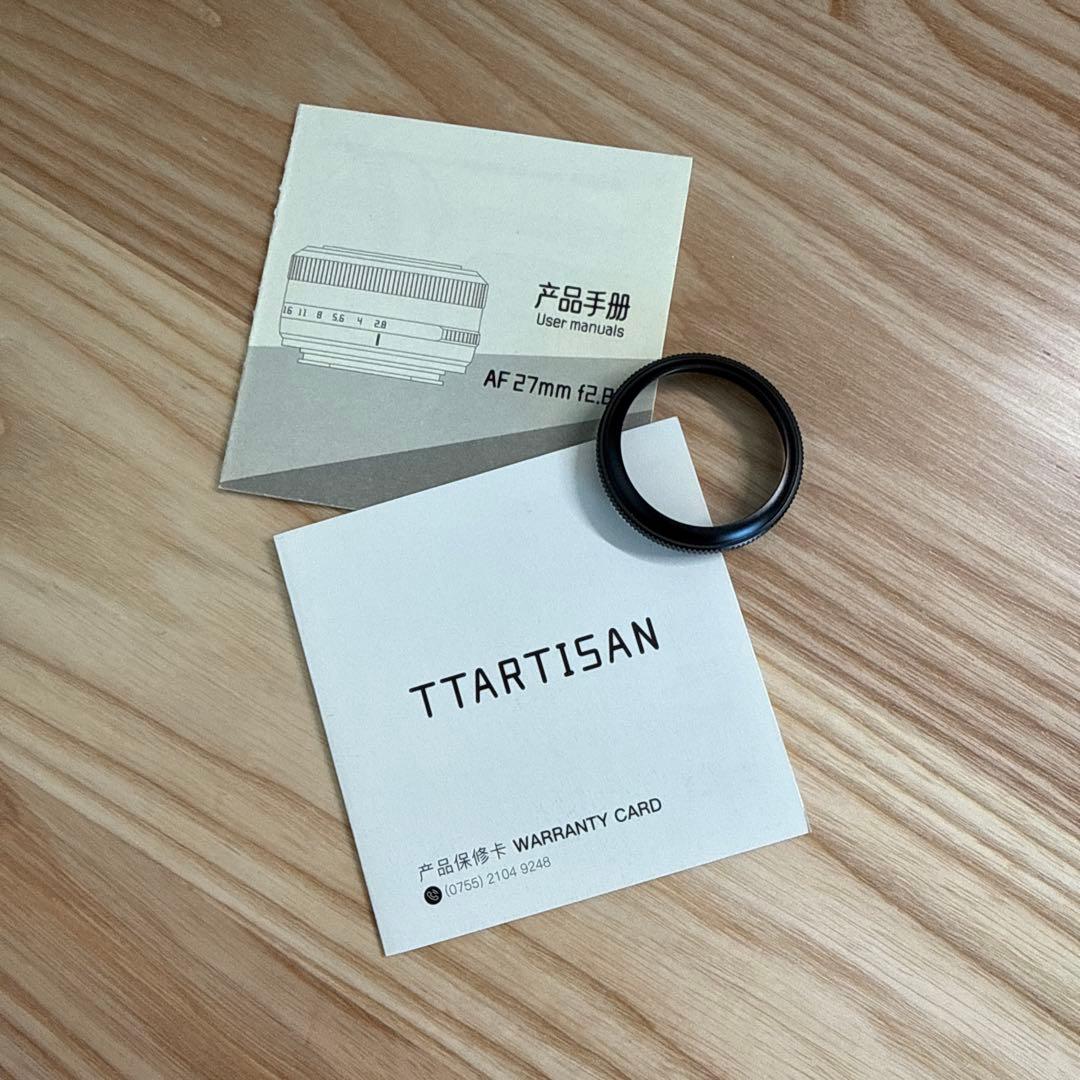 产品手册
User manuals
16 11 8 5.6 4 2.8
AF 27mm f2.8
TTARTISAN
产品保修卡 WARRANTY CARD
(0755) 2104 9248